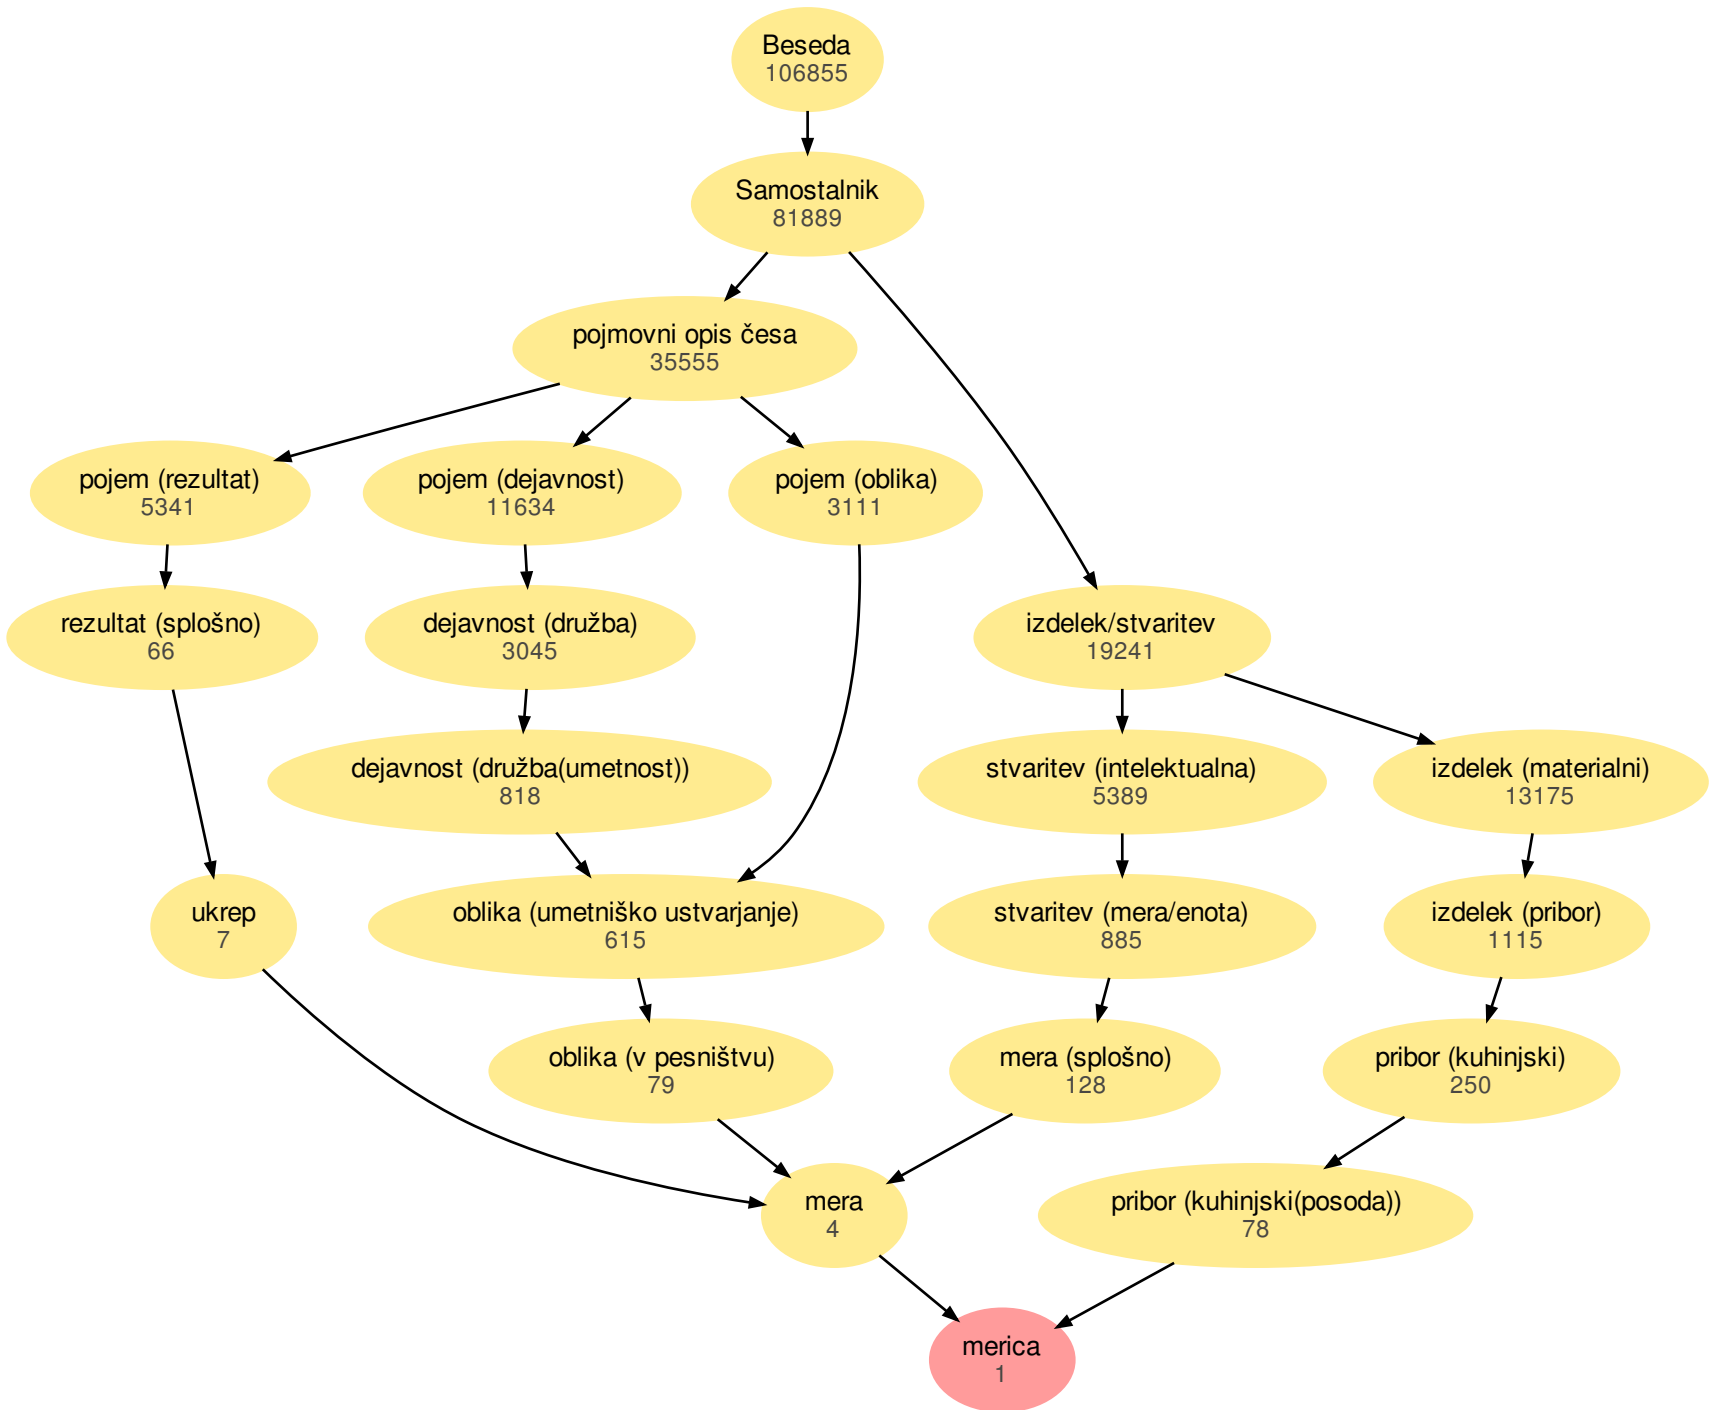 Beseda
106855
Samostalnik
81889
pojmovni opis česa
35555
pojem (rezultat)
5341
pojem (dejavnost)
11634
pojem (oblika)
3111
rezultat (splošno)
66
dejavnost (družba)
3045
izdelek/stvaritev
19241
dejavnost (družba(umetnost))
818
stvaritev (intelektualna)
5389
izdelek (materialni)
13175
ukrep
7
oblika (umetniško ustvarjanje)
615
stvaritev (mera/enota)
885
izdelek (pribor)
1115
oblika (v pesništvu)
79
mera (splošno)
128
pribor (kuhinjski)
250
mera
4
pribor (kuhinjski(posoda))
78
merica
1